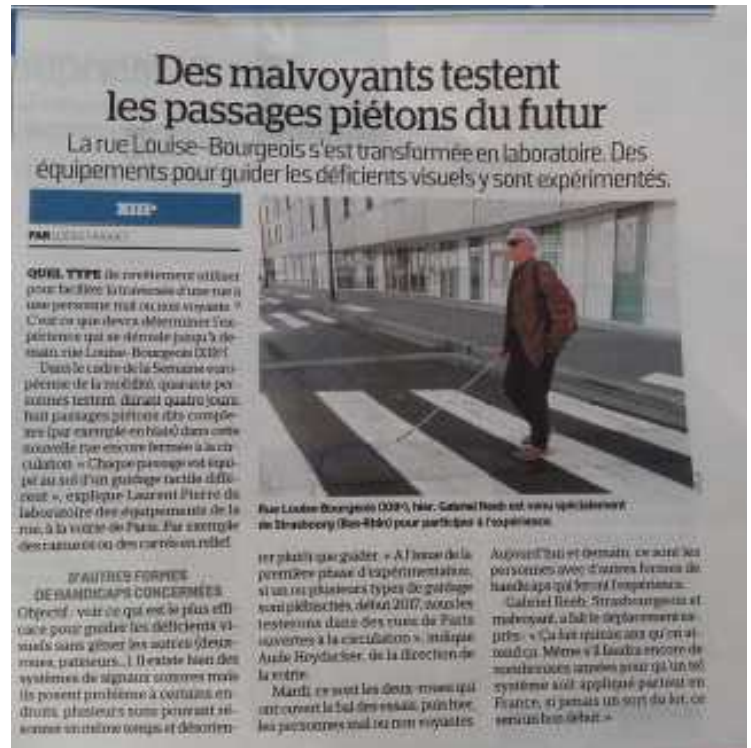 Des malvoyants testent
les passages piétons du futur
La rue Louise-Bourgeois s'est transformée en laboratoire. Des
équipements pour guider les déficients visuels y sont expérimentés.
PAR
QUEL TYPE de revêtement utiliser
pour faciliter la traversée d'une rue à
une personne mal ou non voyante ?
C'est ce que devra déterminer l'ex-
périence qui se déroule jusqu'à de-
main, rue Louise-Bourgeois
Dans le cadre de la Semaine euro-
péenne de la mobilité, quarante per-
sonnes testent, durant quatre jours,
huit passages piétons dits comple-
xes (par exemple en biais) dans cette
nouvelle rue encore fermée à la cir-
culation. « Chaque passage est équi-
pé au sol d'un guidage tactile diffé-
rent », explique Laurent Pierre du
laboratoire des équipements de la
rue, à la voirie de Paris. Par exemple
des rainures ou des carrés en relief.
D'AUTRES FORMES
DE HANDICAPS CONCERNÉES
Objectif : voir ce qui est le plus effi-
cace pour guider les déficients vi-
suels sans gêner les autres (deux-
roues, patineurs...). Il existe bien des
systèmes de signaux sonores mais
ils posent problème à certains en-
droits, plusieurs sons pouvant ré-
sonner en même temps et désorien-
Rue Louise-Bourgeois (XIIIe), hier. Gabriel Reeb est venu spécialement
de Strasbourg (Bas-Rhin) pour participer à l'expérience.
ter plutôt que guider. « A l'issue de la
première phase d'expérimentation,
si un ou plusieurs types de guidage
sont plébiscités, début 2017, nous les
testerons dans des rues de Paris
ouvertes à la circulation », indique
Aude Heydacker, de la direction de
la voirie.
Mardi, ce sont les deux-roues qui
ont ouvert le bal des essais, puis hier,
les personnes mal ou non voyantes.
Aujourd'hui et demain, ce sont les
personnes avec d'autres formes de
handicaps qui feront l'expérience.
Gabriel Reeb, Strasbourgeois et
malvoyant, a fait le déplacement ex-
près : « Ça fait quinze ans qu'on at-
tend ça. Même s'il faudra encore de
nombreuses années pour qu'un tel
système soit appliqué partout en
France, si jamais un sort du lot, ce
sera un bon début. »